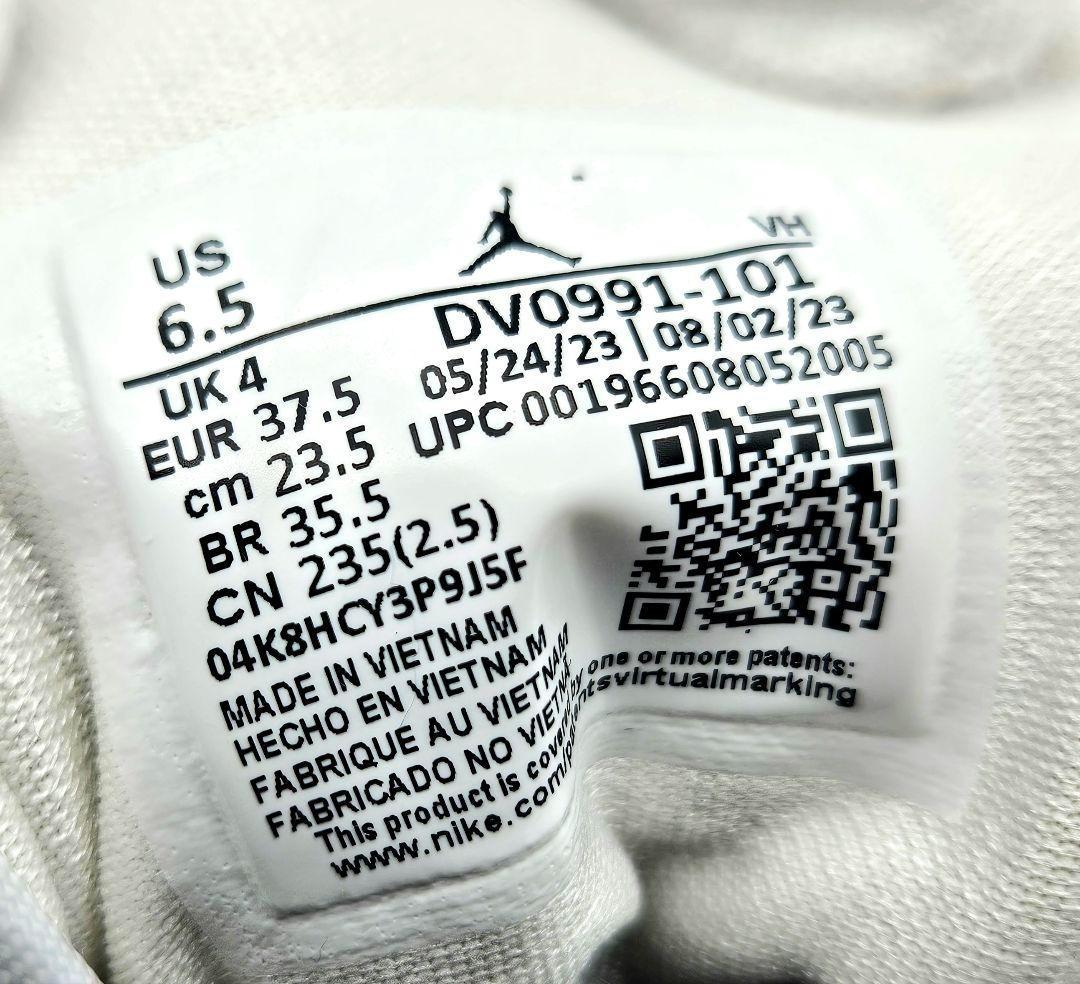 US
6.5
VH
DV0991-101
05/24/23 | 08/02/23
UPC 00196608052005
UK 4
EUR 37.5
cm 23.5
BR 35.5
CN 235(2.5)
04K8HCY3P9J5F
MADE IN VIETNAM
HECHO EN VIETNAM
FABRIQUE AU VIETNAM
FABRICADO NO VIETNÃ
This product is covered by one or more patents:
www.nike.com/patentsvirtualmarking